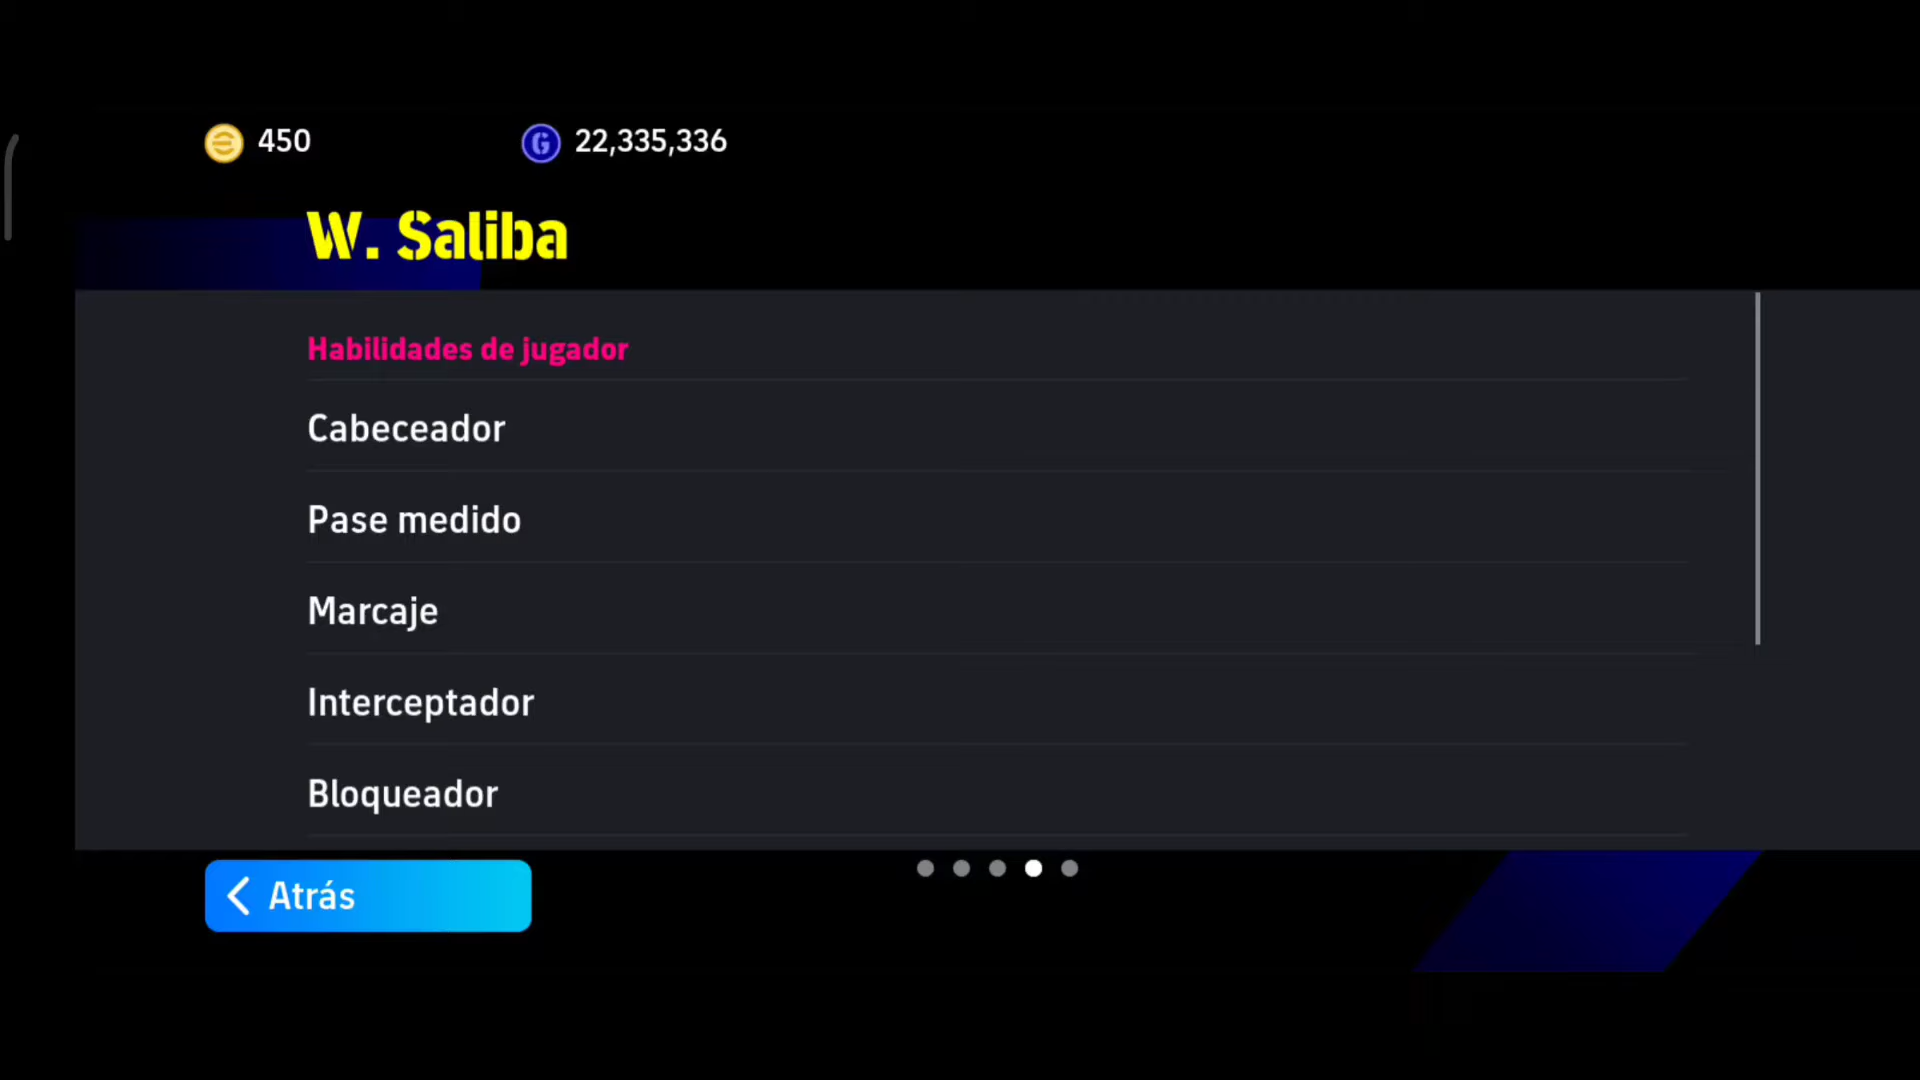 450
22,335,336
W. Saliba
Habilidades de jugador
Cabeceador
Pase medido
Marcaje
Interceptador
Bloqueador
Atrás